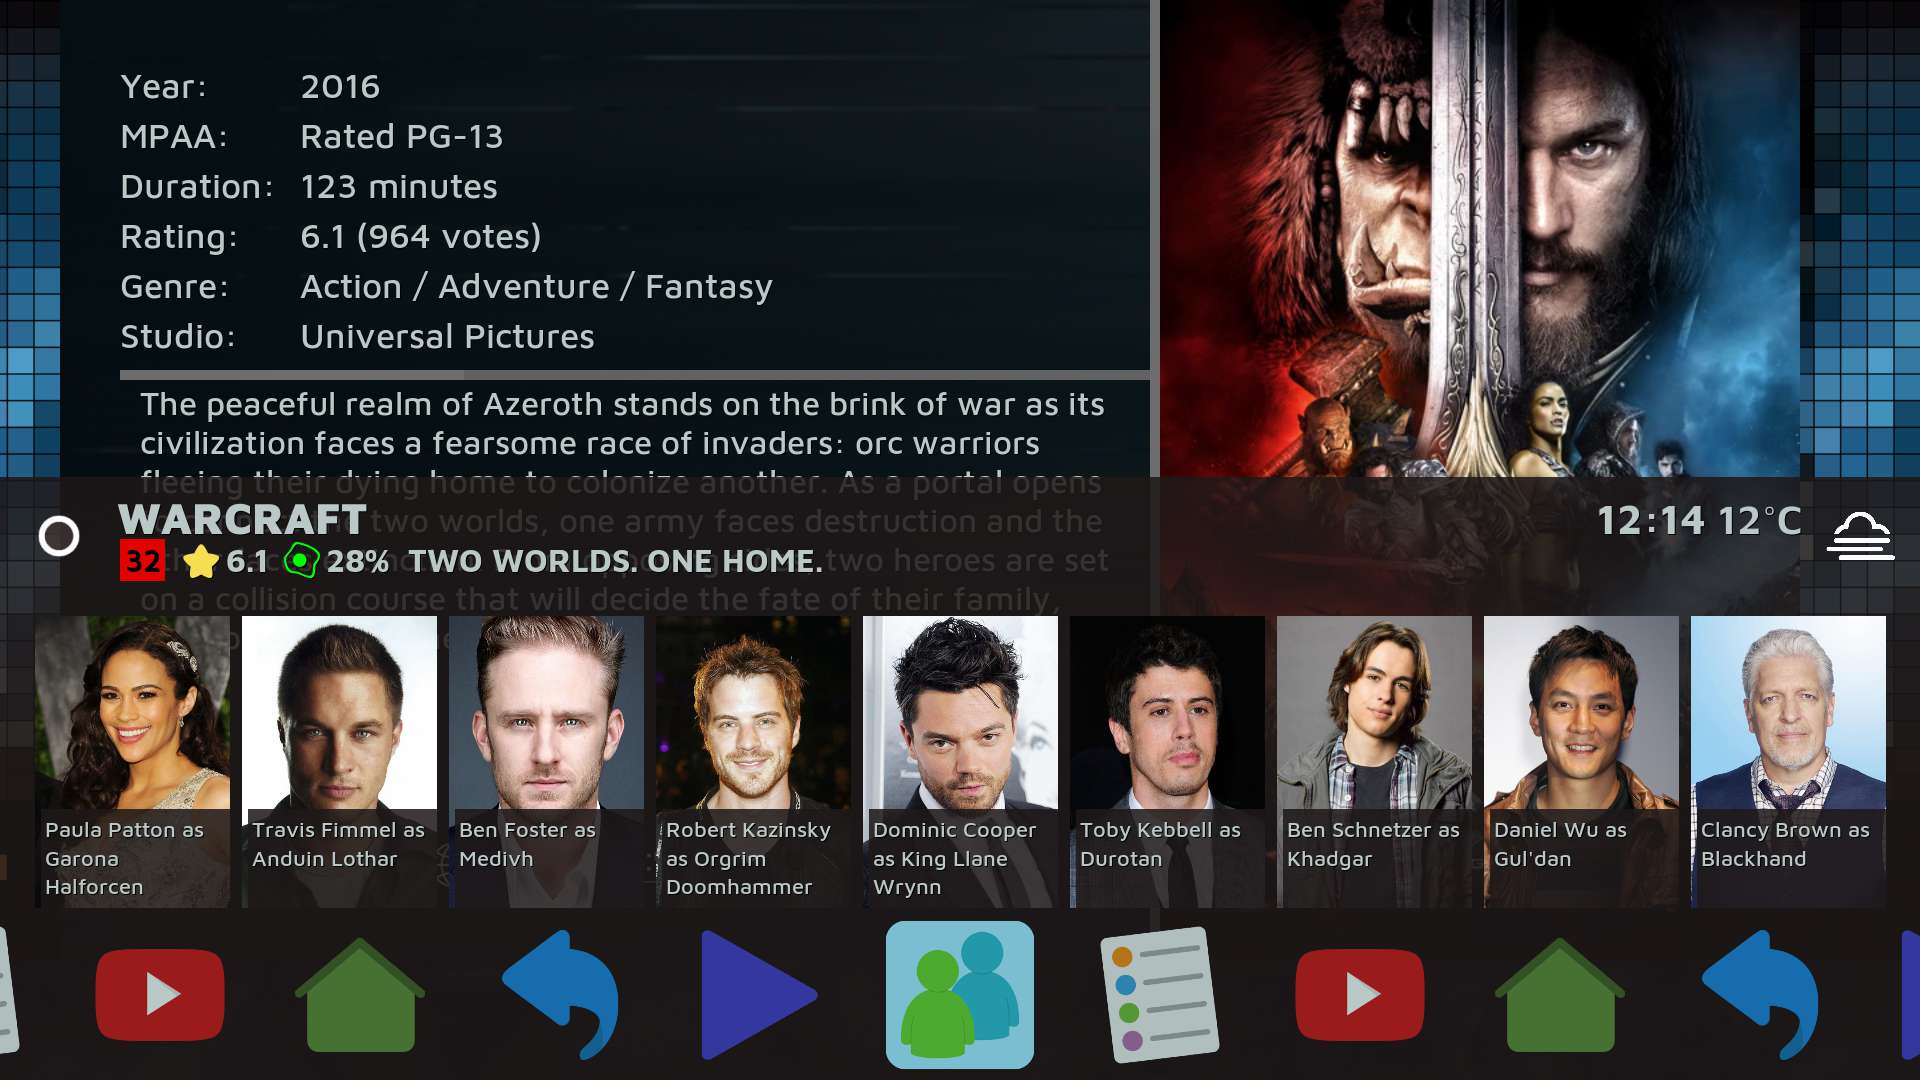 Year: 2016
MPAA: Rated PG-13
Duration: 123 minutes
Rating: 6.1 (964 votes)
Genre: Action / Adventure / Fantasy
Studio: Universal Pictures
The peaceful realm of Azeroth stands on the brink of war as its
civilization faces a fearsome race of invaders: orc warriors
fleeing their dying home to colonize another. As a portal opens
two worlds, one army faces destruction and the
two heroes are set
on a collision course that will decide the fate of their family,
WARCRAFT
32 6.1 28% TWO WORLDS. ONE HOME.
12:14 12°C
Paula Patton as
Garona
Halforcen
Travis Fimmel as
Anduin Lothar
Ben Foster as
Medivh
Robert Kazinsky
as Orgrim
Doomhammer
Dominic Cooper
as King Llane
Wrynn
Toby Kebbell as
Durotan
Ben Schnetzer as
Khadgar
Daniel Wu as
Gul'dan
Clancy Brown as
Blackhand